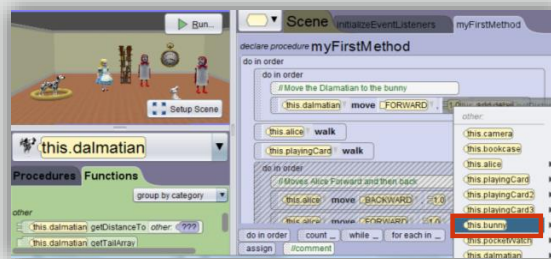 Run...
Setup Scene
this.dalmatian
Procedures Functions
group by category
other
this.dalmatian getDistanceTo other: ???
this.dalmatian getTailArray
Scene initializeEventListeners myFirstMethod
declare procedure myFirstMethod
do in order
do in order
//Move the Dlamatian to the bunny
this.dalmatian move FORWARD ,
this.alice walk
this.playingCard walk
do in order
//Moves Alice Forward and then back
this.alice move BACKWARD , 1.0
this.alice move FORWARD , 1.0
do in order count _ while _ for each in _
assign //comment
other:
this.camera
this.bookcase
this.alice
this.playingCard
this.playingCard2
this.playingCard3
this.bunny
this.pocketWatch
this.dalmatian